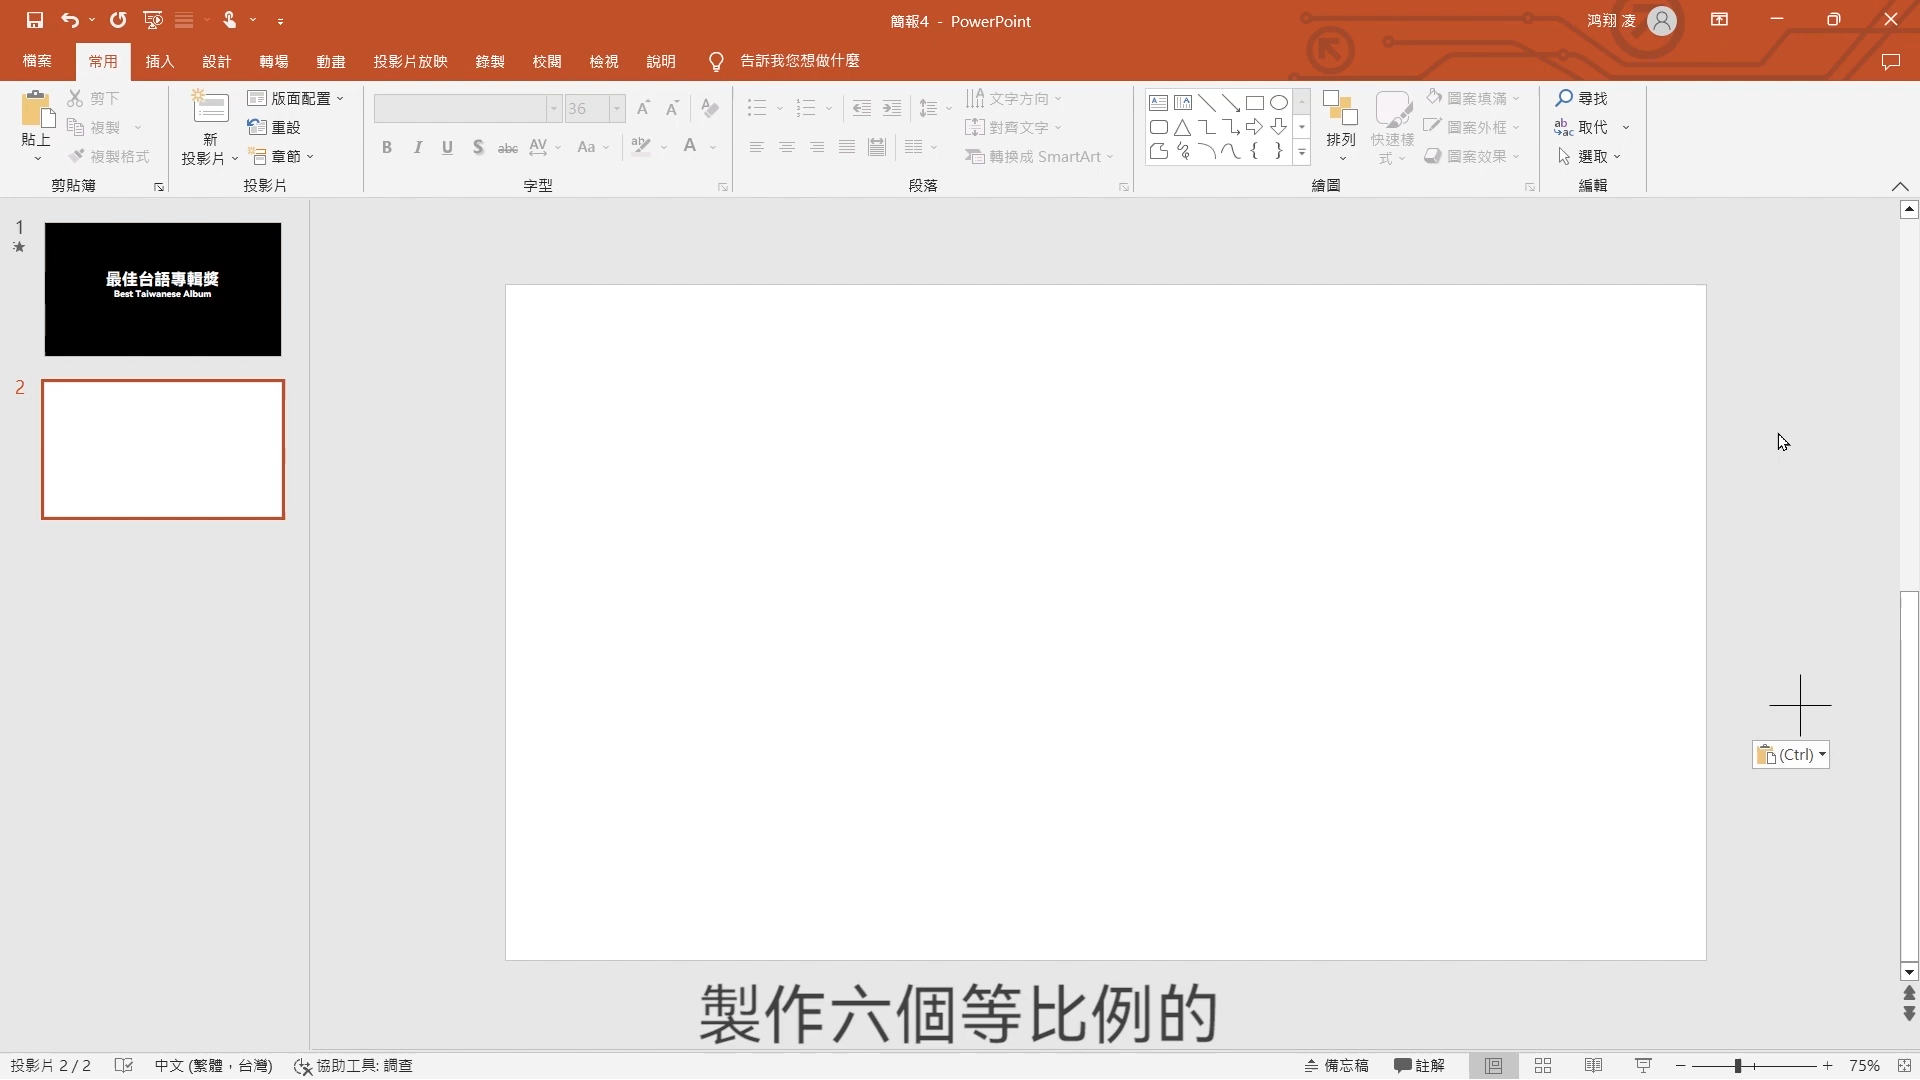 簡報4 - PowerPoint
鸿翔 凌
檔案 常用 插入 設計 轉場 動畫 投影片放映 錄製 校閱 檢視 說明 告訴我您想做什麼
貼上
剪下
複製
複製格式
剪貼簿
新
投影片
版面配置
重設
章節
投影片
36
B I U S abc AV Aa A
字型
文字方向
對齊文字
轉換成 SmartArt
段落
排列
快速樣
式
圖案填滿
圖案外框
圖案效果
繪圖
尋找
取代
選取
編輯
1
最佳台語專輯獎
Best Taiwanese Album
2
(Ctrl)
製作六個等比例的
投影片 2 / 2 中文 (繁體，台灣) 協助工具: 調查 備忘稿 註解 75%